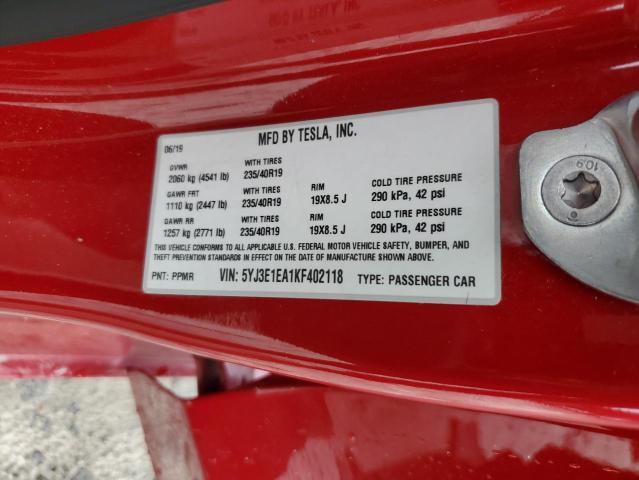 06/19 MFD BY TESLA, INC.
GVWR WITH TIRES
2060 kg (4541 lb) 235/40R19
GAWR FRT WITH TIRES RIM COLD TIRE PRESSURE
1110 kg (2447 lb) 235/40R19 19X8.5 J 290 kPa, 42 psi
GAWR RR WITH TIRES RIM COLD TIRE PRESSURE
1257 kg (2771 lb) 235/40R19 19X8.5 J 290 kPa, 42 psi
THIS VEHICLE CONFORMS TO ALL APPLICABLE U.S. FEDERAL MOTOR VEHICLE SAFETY, BUMPER, AND
THEFT PREVENTION STANDARDS IN EFFECT ON THE DATE OF MANUFACTURE SHOWN ABOVE.
PNT: PPMR VIN: 5YJ3E1EA1KF402118 TYPE: PASSENGER CAR
10.9